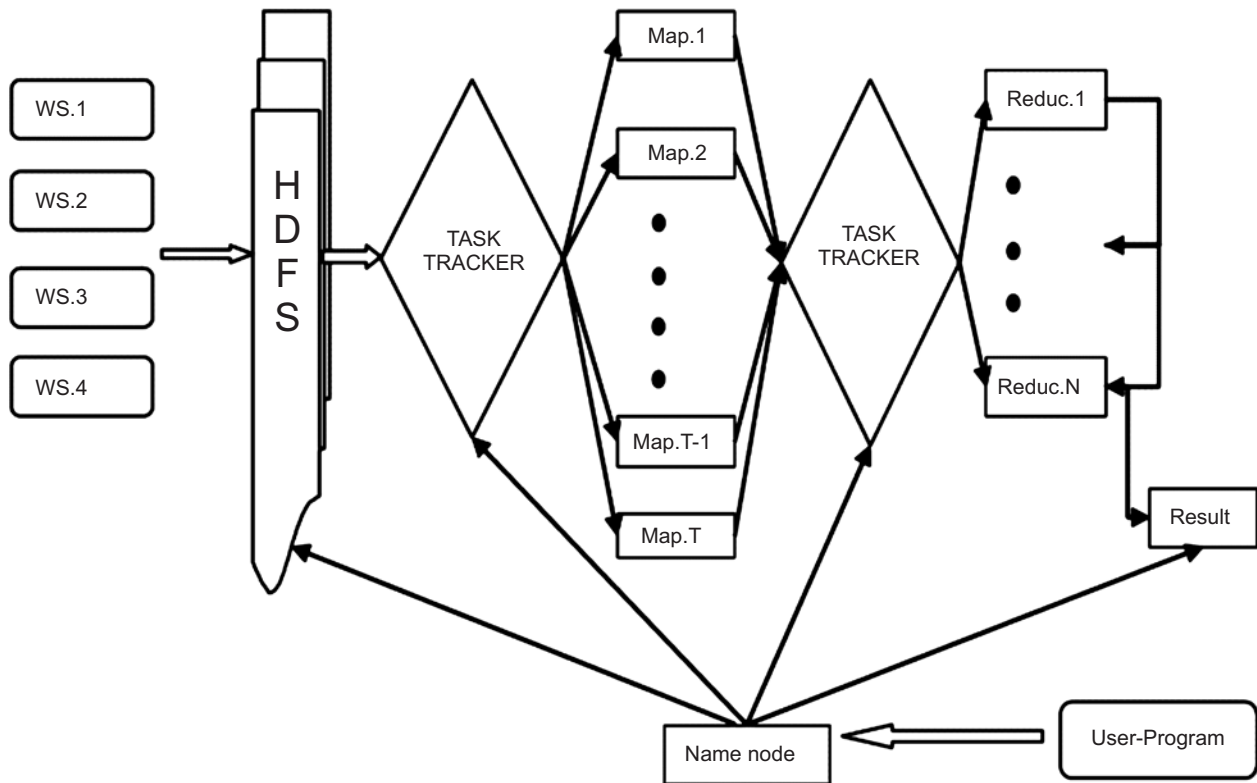 WS.1
WS.2
WS.3
WS.4
H
D
F
S
TASK
TRACKER
Map.1
Map.2
Map.T-1
Map.T
TASK
TRACKER
Reduc.1
Reduc.N
Result
Name node
User-Program